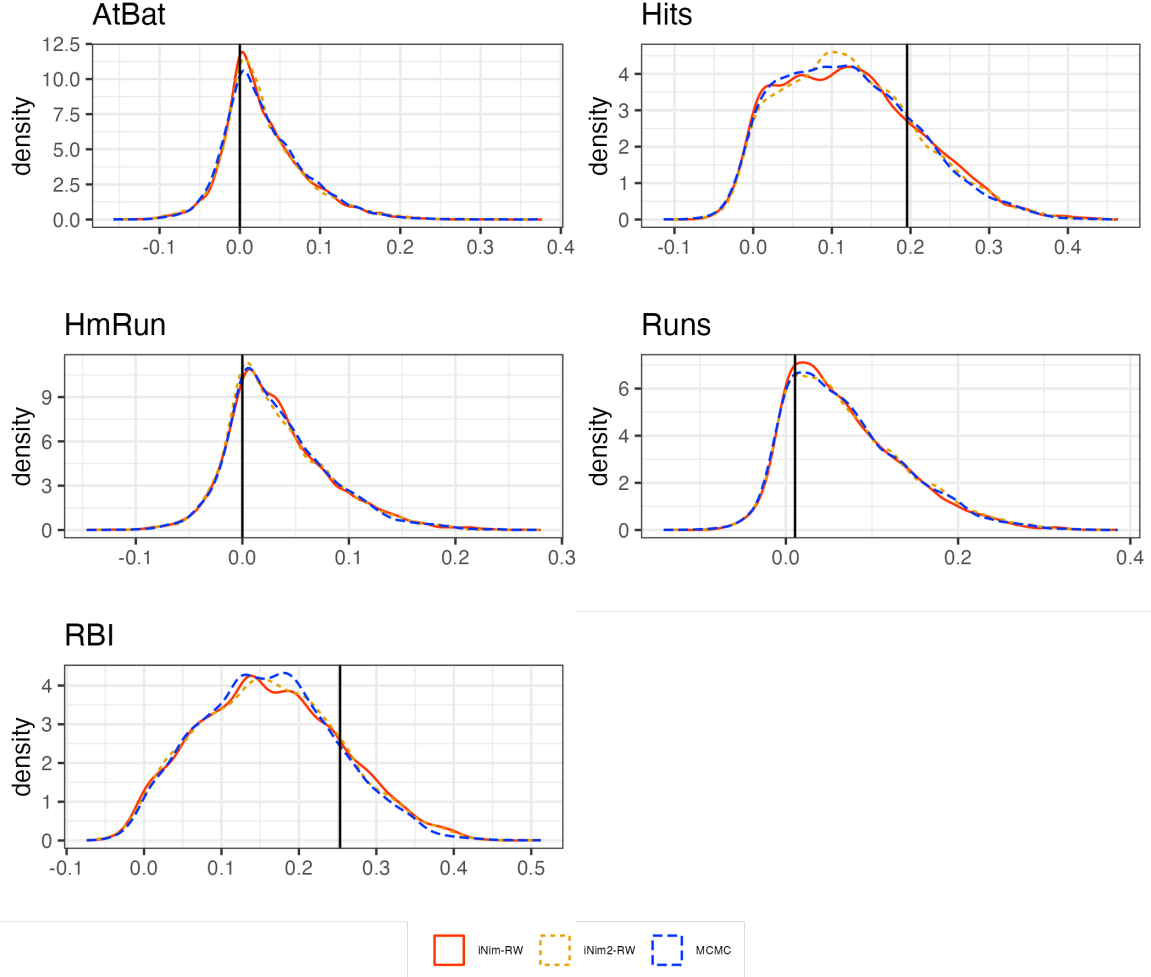 AtBat
density
12.5
10.0
7.5
5.0
2.5
0.0
-0.1 0.0 0.1 0.2 0.3 0.4
Hits
density
4
3
2
1
0
-0.1 0.0 0.1 0.2 0.3 0.4
HmRun
density
9
6
3
0
-0.1 0.0 0.1 0.2 0.3
Runs
density
6
4
2
0
0.0 0.2 0.4
RBI
density
4
3
2
1
0
-0.1 0.0 0.1 0.2 0.3 0.4 0.5
iNim-RW iNim2-RW MCMC